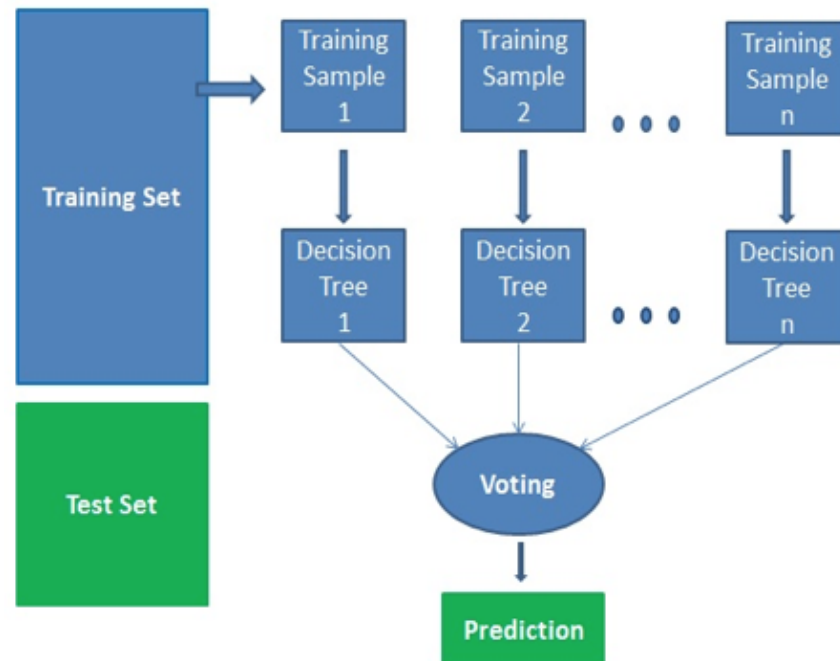 Training Set
Training
Sample
1
Training
Sample
2
Training
Sample
n
Decision
Tree
1
Decision
Tree
2
Decision
Tree
n
Test Set
Voting
Prediction